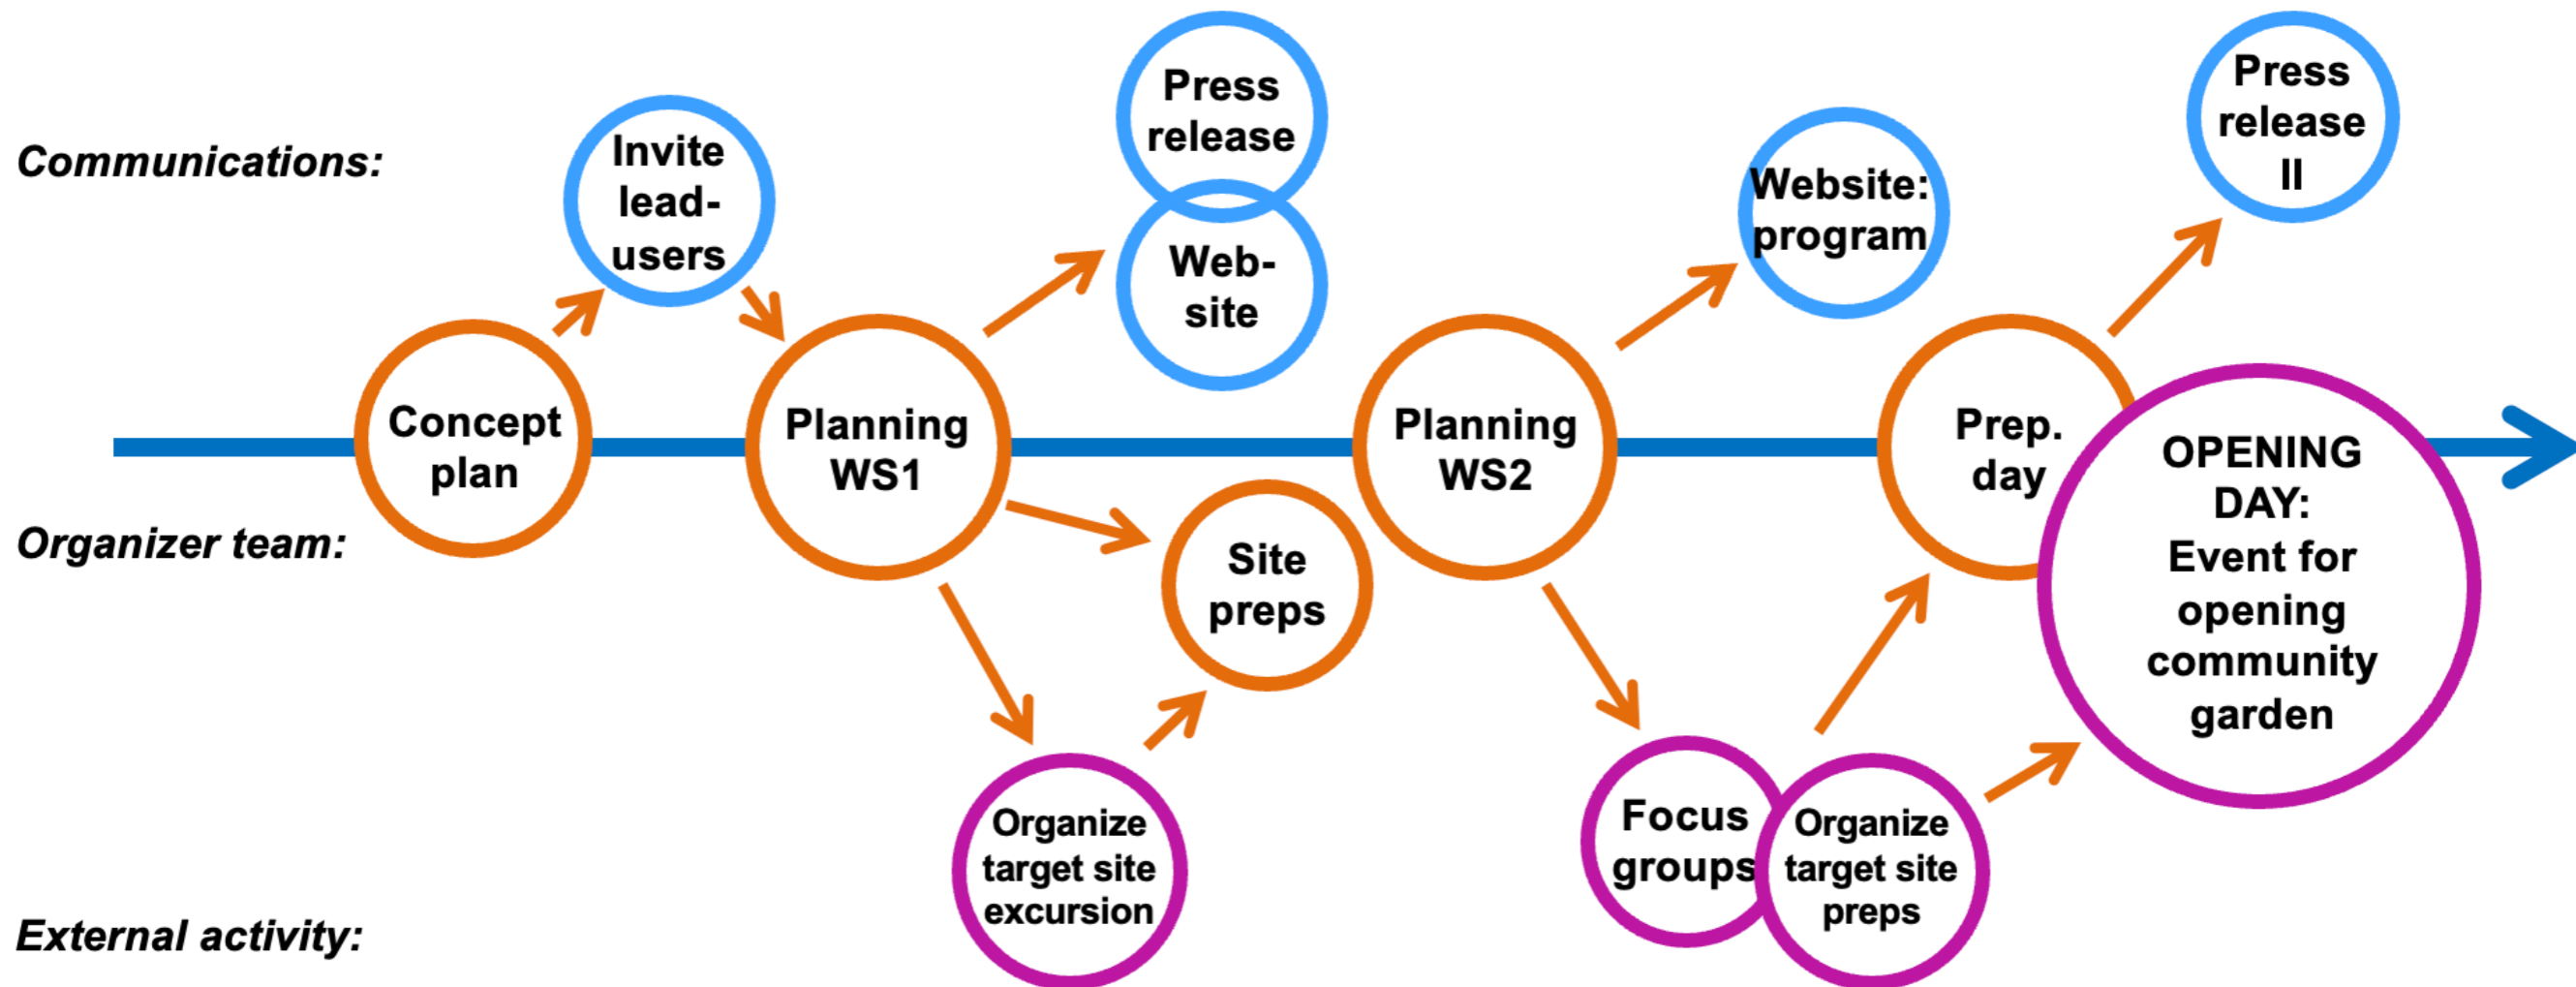 Communications:
Invite
lead-
users
Press
release
Web-
site
Website:
program
Press
release
II
Organizer team:
Concept
plan
Planning
WS1
Site
preps
Planning
WS2
Prep.
day
OPENING
DAY:
Event for
opening
community
garden
External activity:
Organize
target site
excursion
Focus
groups
Organize
target site
preps